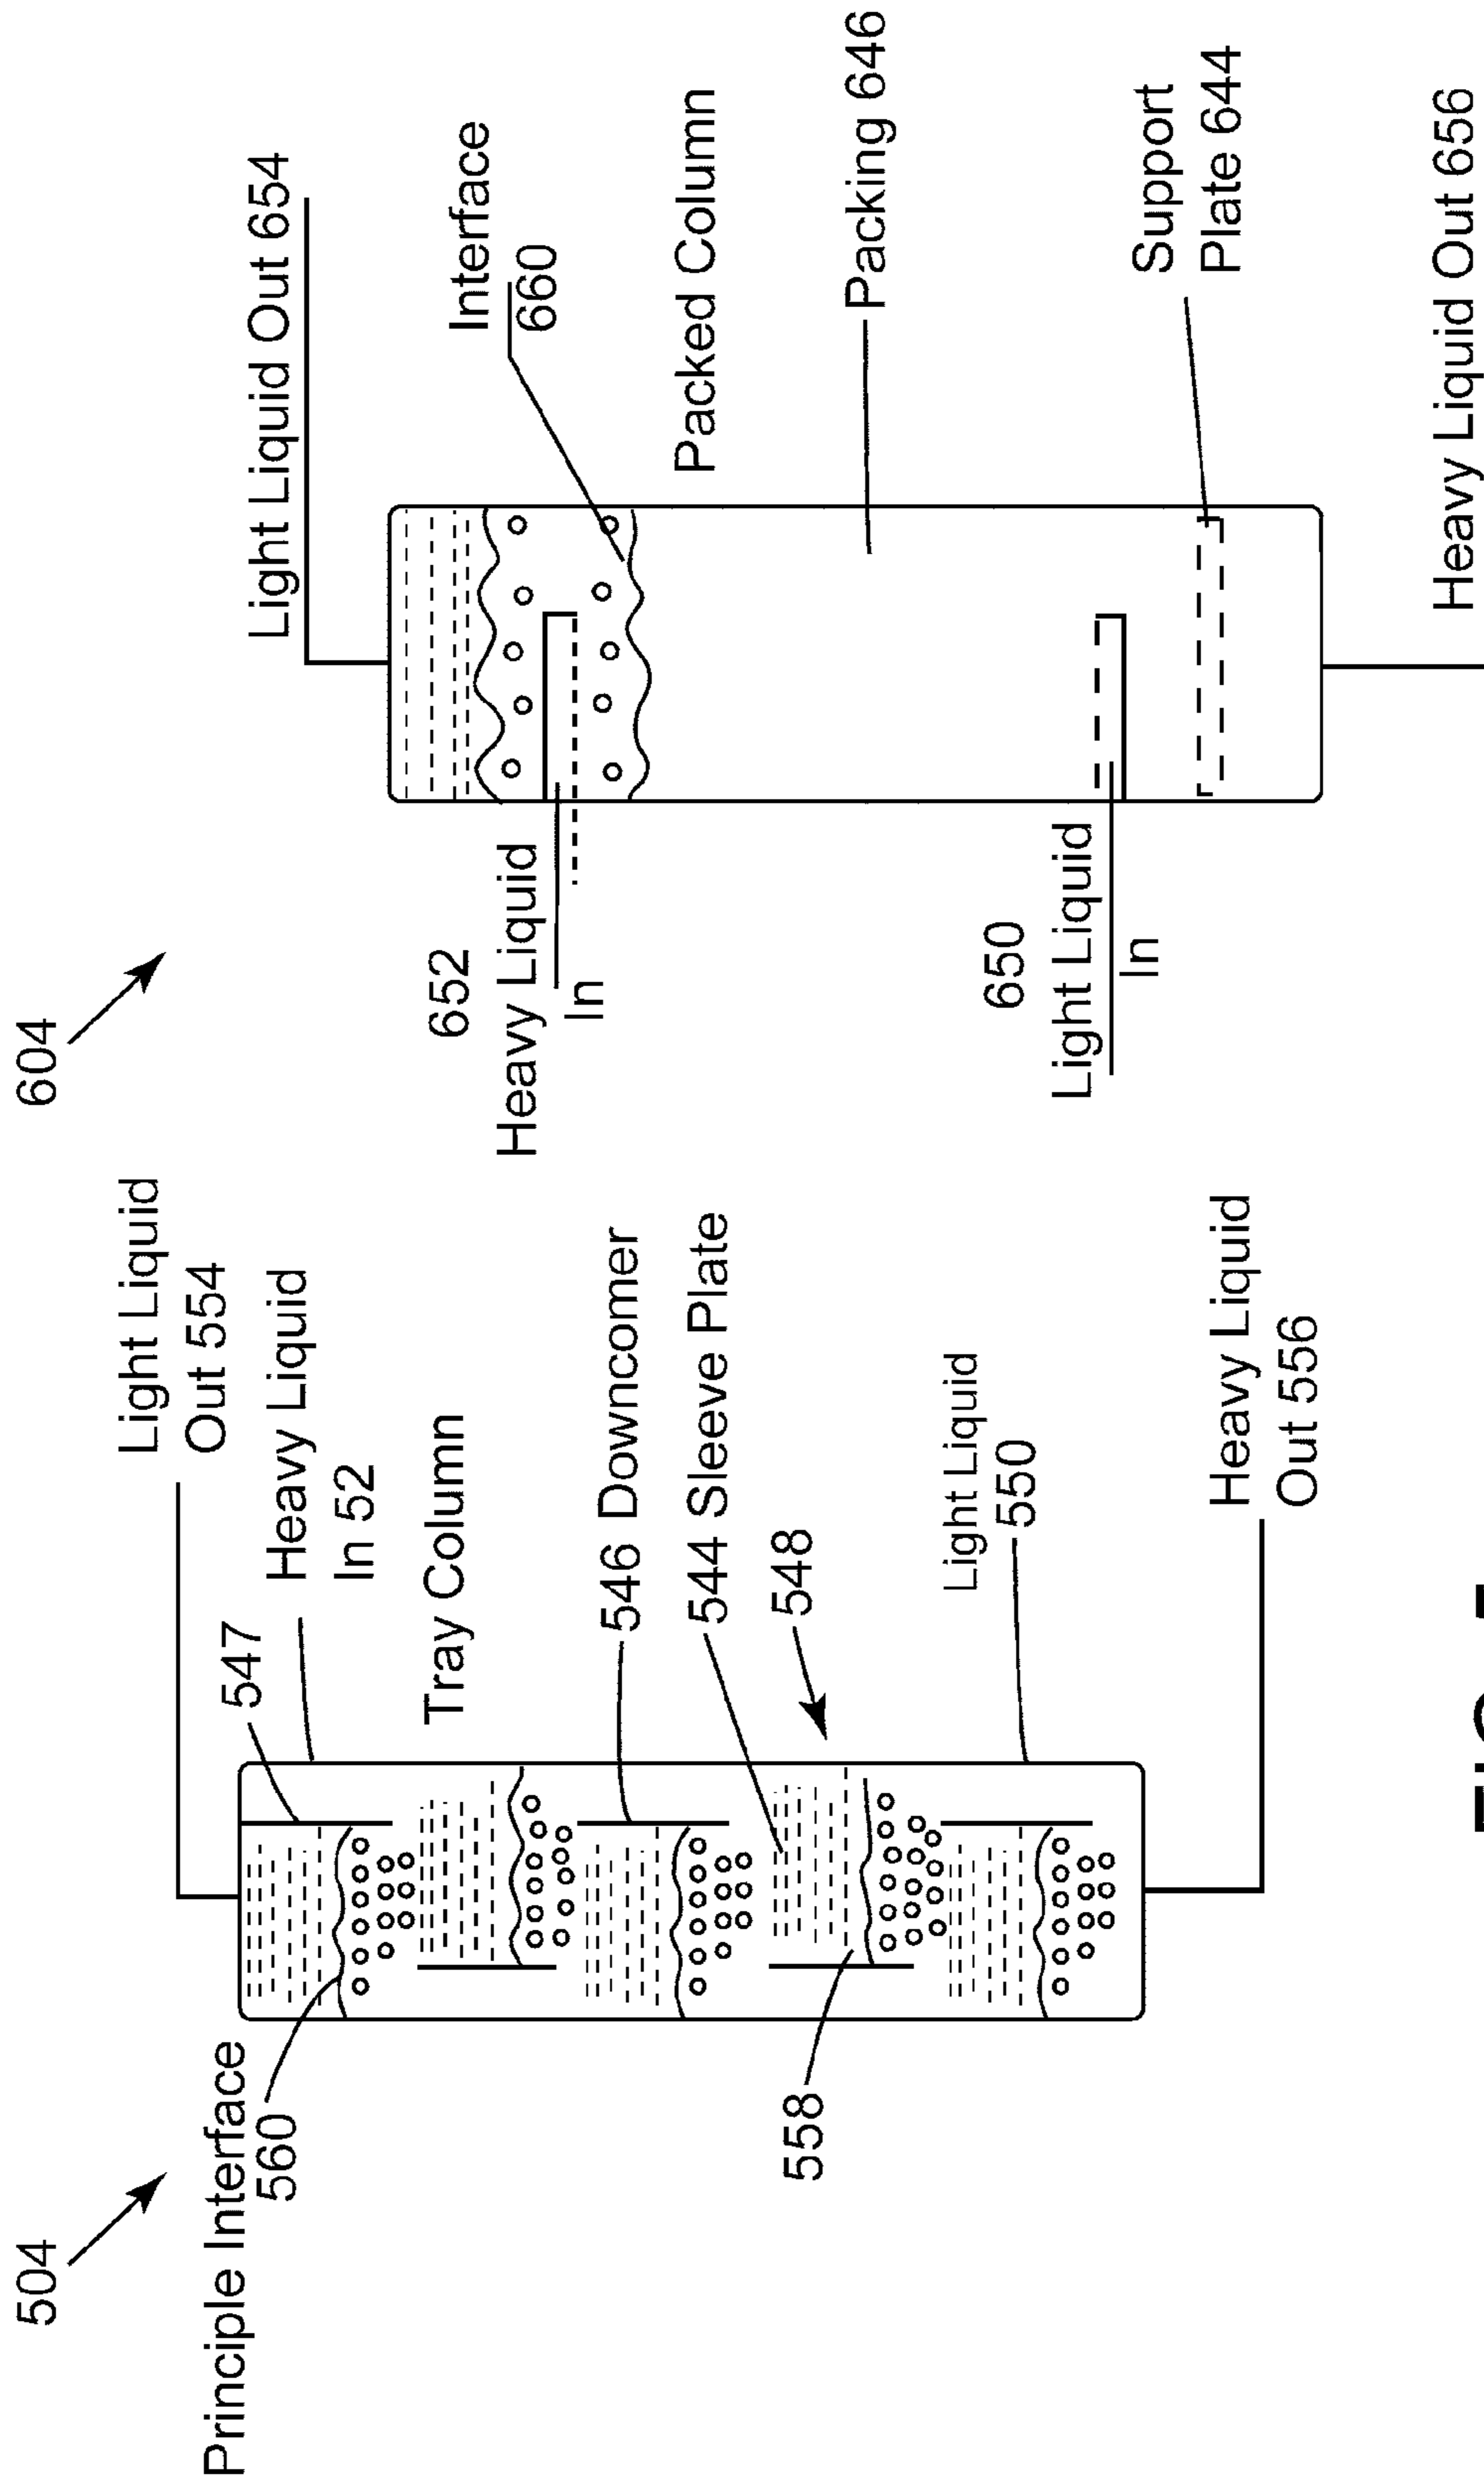 504
Principle Interface
560
547
Light Liquid
Out 554
Heavy Liquid
In 52
Tray Column
546 Downcomer
544 Sleeve Plate
548
558
Light Liquid
550
Heavy Liquid
Out 556
604
Light Liquid Out 654
Interface
660
652
Heavy Liquid
In
Packed Column
Packing 646
650
Light Liquid
In
Support
Plate 644
Heavy Liquid Out 656